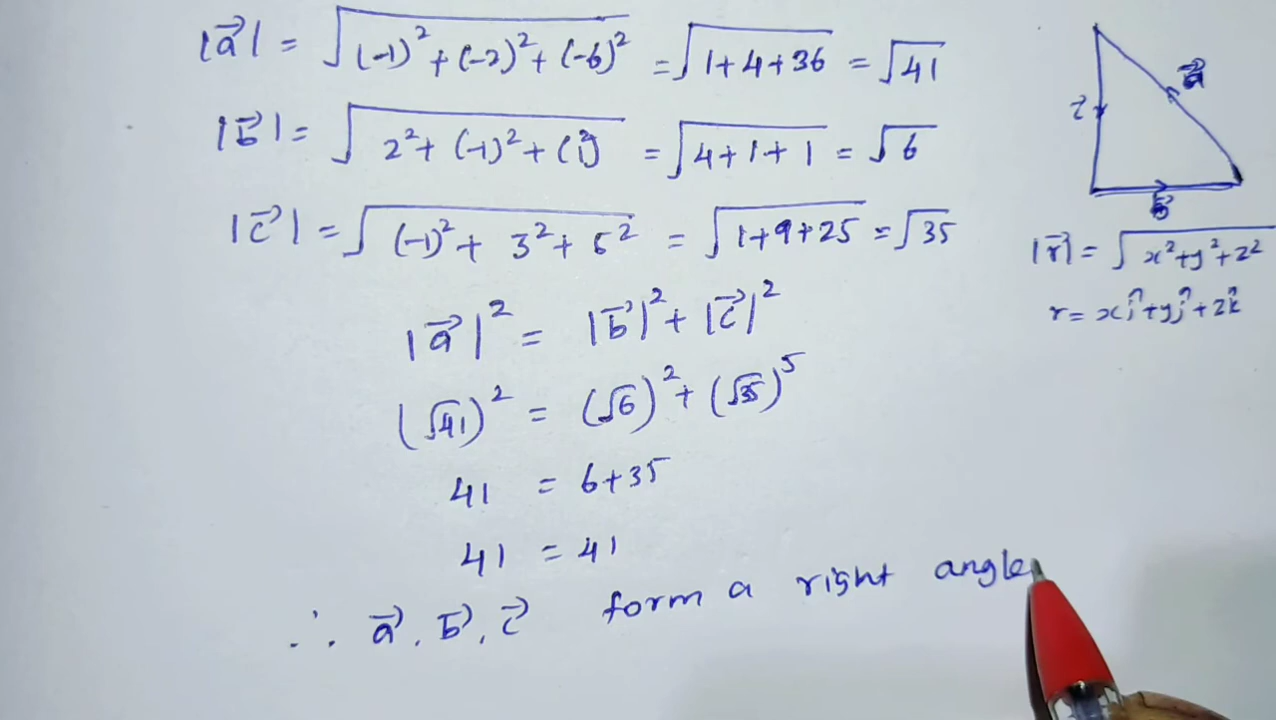 |a⃗| = √((-1)² + (-2)² + (-6)²) = √(1+4+36) = √41
|b⃗| = √(2² + (-1)² + (1)²) = √(4+1+1) = √6
|c⃗| = √((-1)² + 3² + 5²) = √(1+9+25) = √35
|a⃗|² = |b⃗|² + |c⃗|²
(√41)² = (√6)² + (√35)⁵
41 = 6+35
41 = 41
∴ a⃗, b⃗, c⃗ form a right angle
a⃗
c⃗
b⃗
|r⃗| = √(x²+y²+z²)
r = xî+yĵ+zk̂